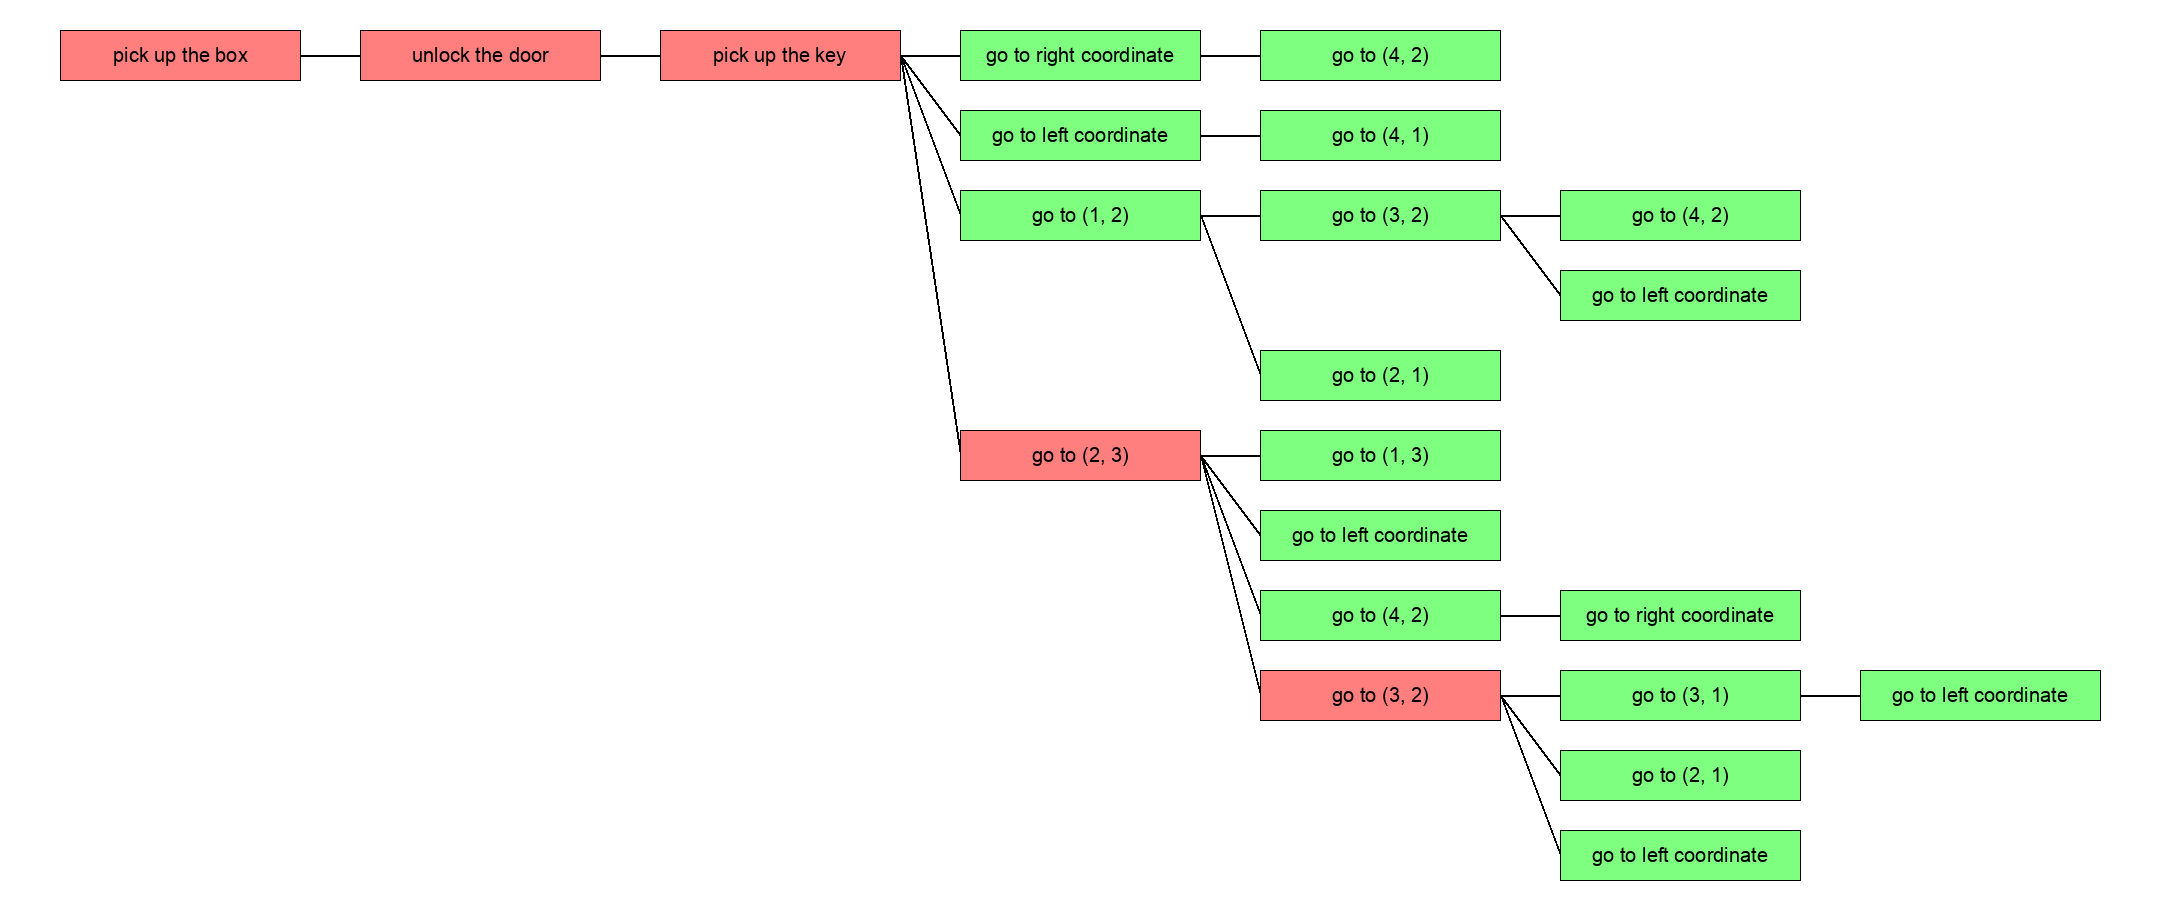 pick up the box
unlock the door
pick up the key
go to right coordinate
go to (4, 2)
go to left coordinate
go to (4, 1)
go to (1, 2)
go to (3, 2)
go to (4, 2)
go to left coordinate
go to (2, 1)
go to (2, 3)
go to (1, 3)
go to left coordinate
go to (4, 2)
go to right coordinate
go to (3, 2)
go to (3, 1)
go to left coordinate
go to (2, 1)
go to left coordinate